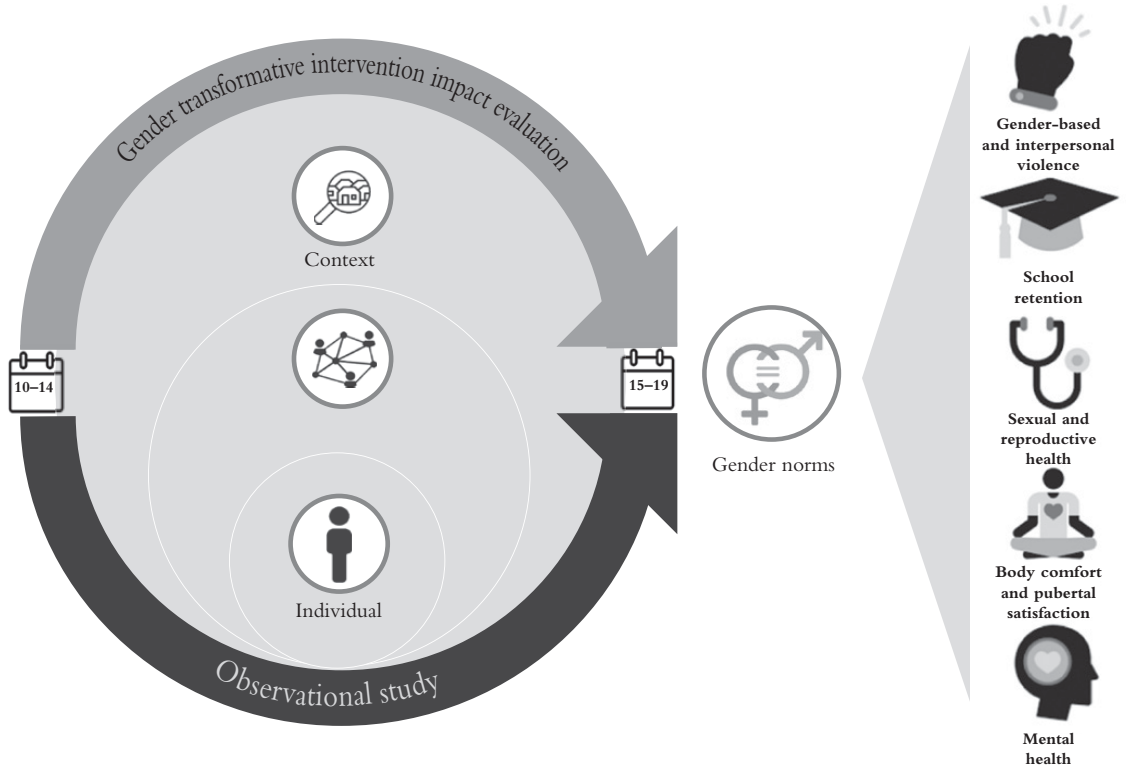 Gender transformative intervention impact evaluation
Context
10–14
15–19
Gender norms
Individual
Observational study
Gender-based
and interpersonal
violence
School
retention
Sexual and
reproductive
health
Body comfort
and pubertal
satisfaction
Mental
health